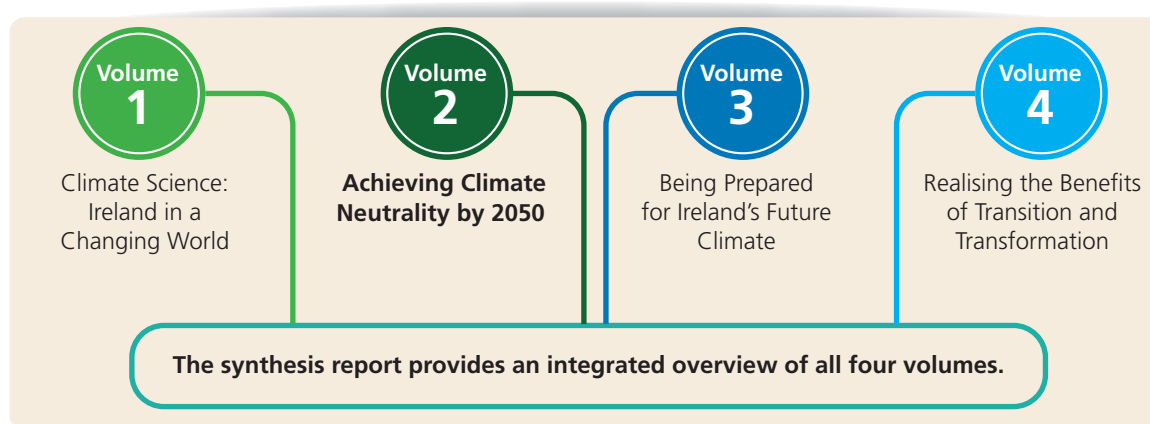 Volume
1
Climate Science:
Ireland in a
Changing World
Volume
2
Achieving Climate
Neutrality by 2050
Volume
3
Being Prepared
for Ireland’s Future
Climate
Volume
4
Realising the Benefits
of Transition and
Transformation
The synthesis report provides an integrated overview of all four volumes.